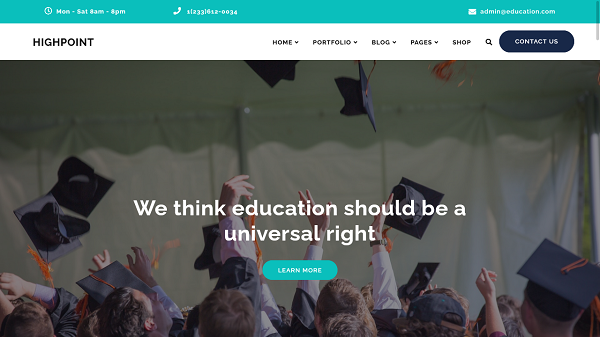 Mon - Sat 8am - 8pm
1(233)612-0034
admin@education.com
HIGHPOINT
HOME PORTFOLIO BLOG PAGES SHOP
CONTACT US
We think education should be a
universal right
LEARN MORE